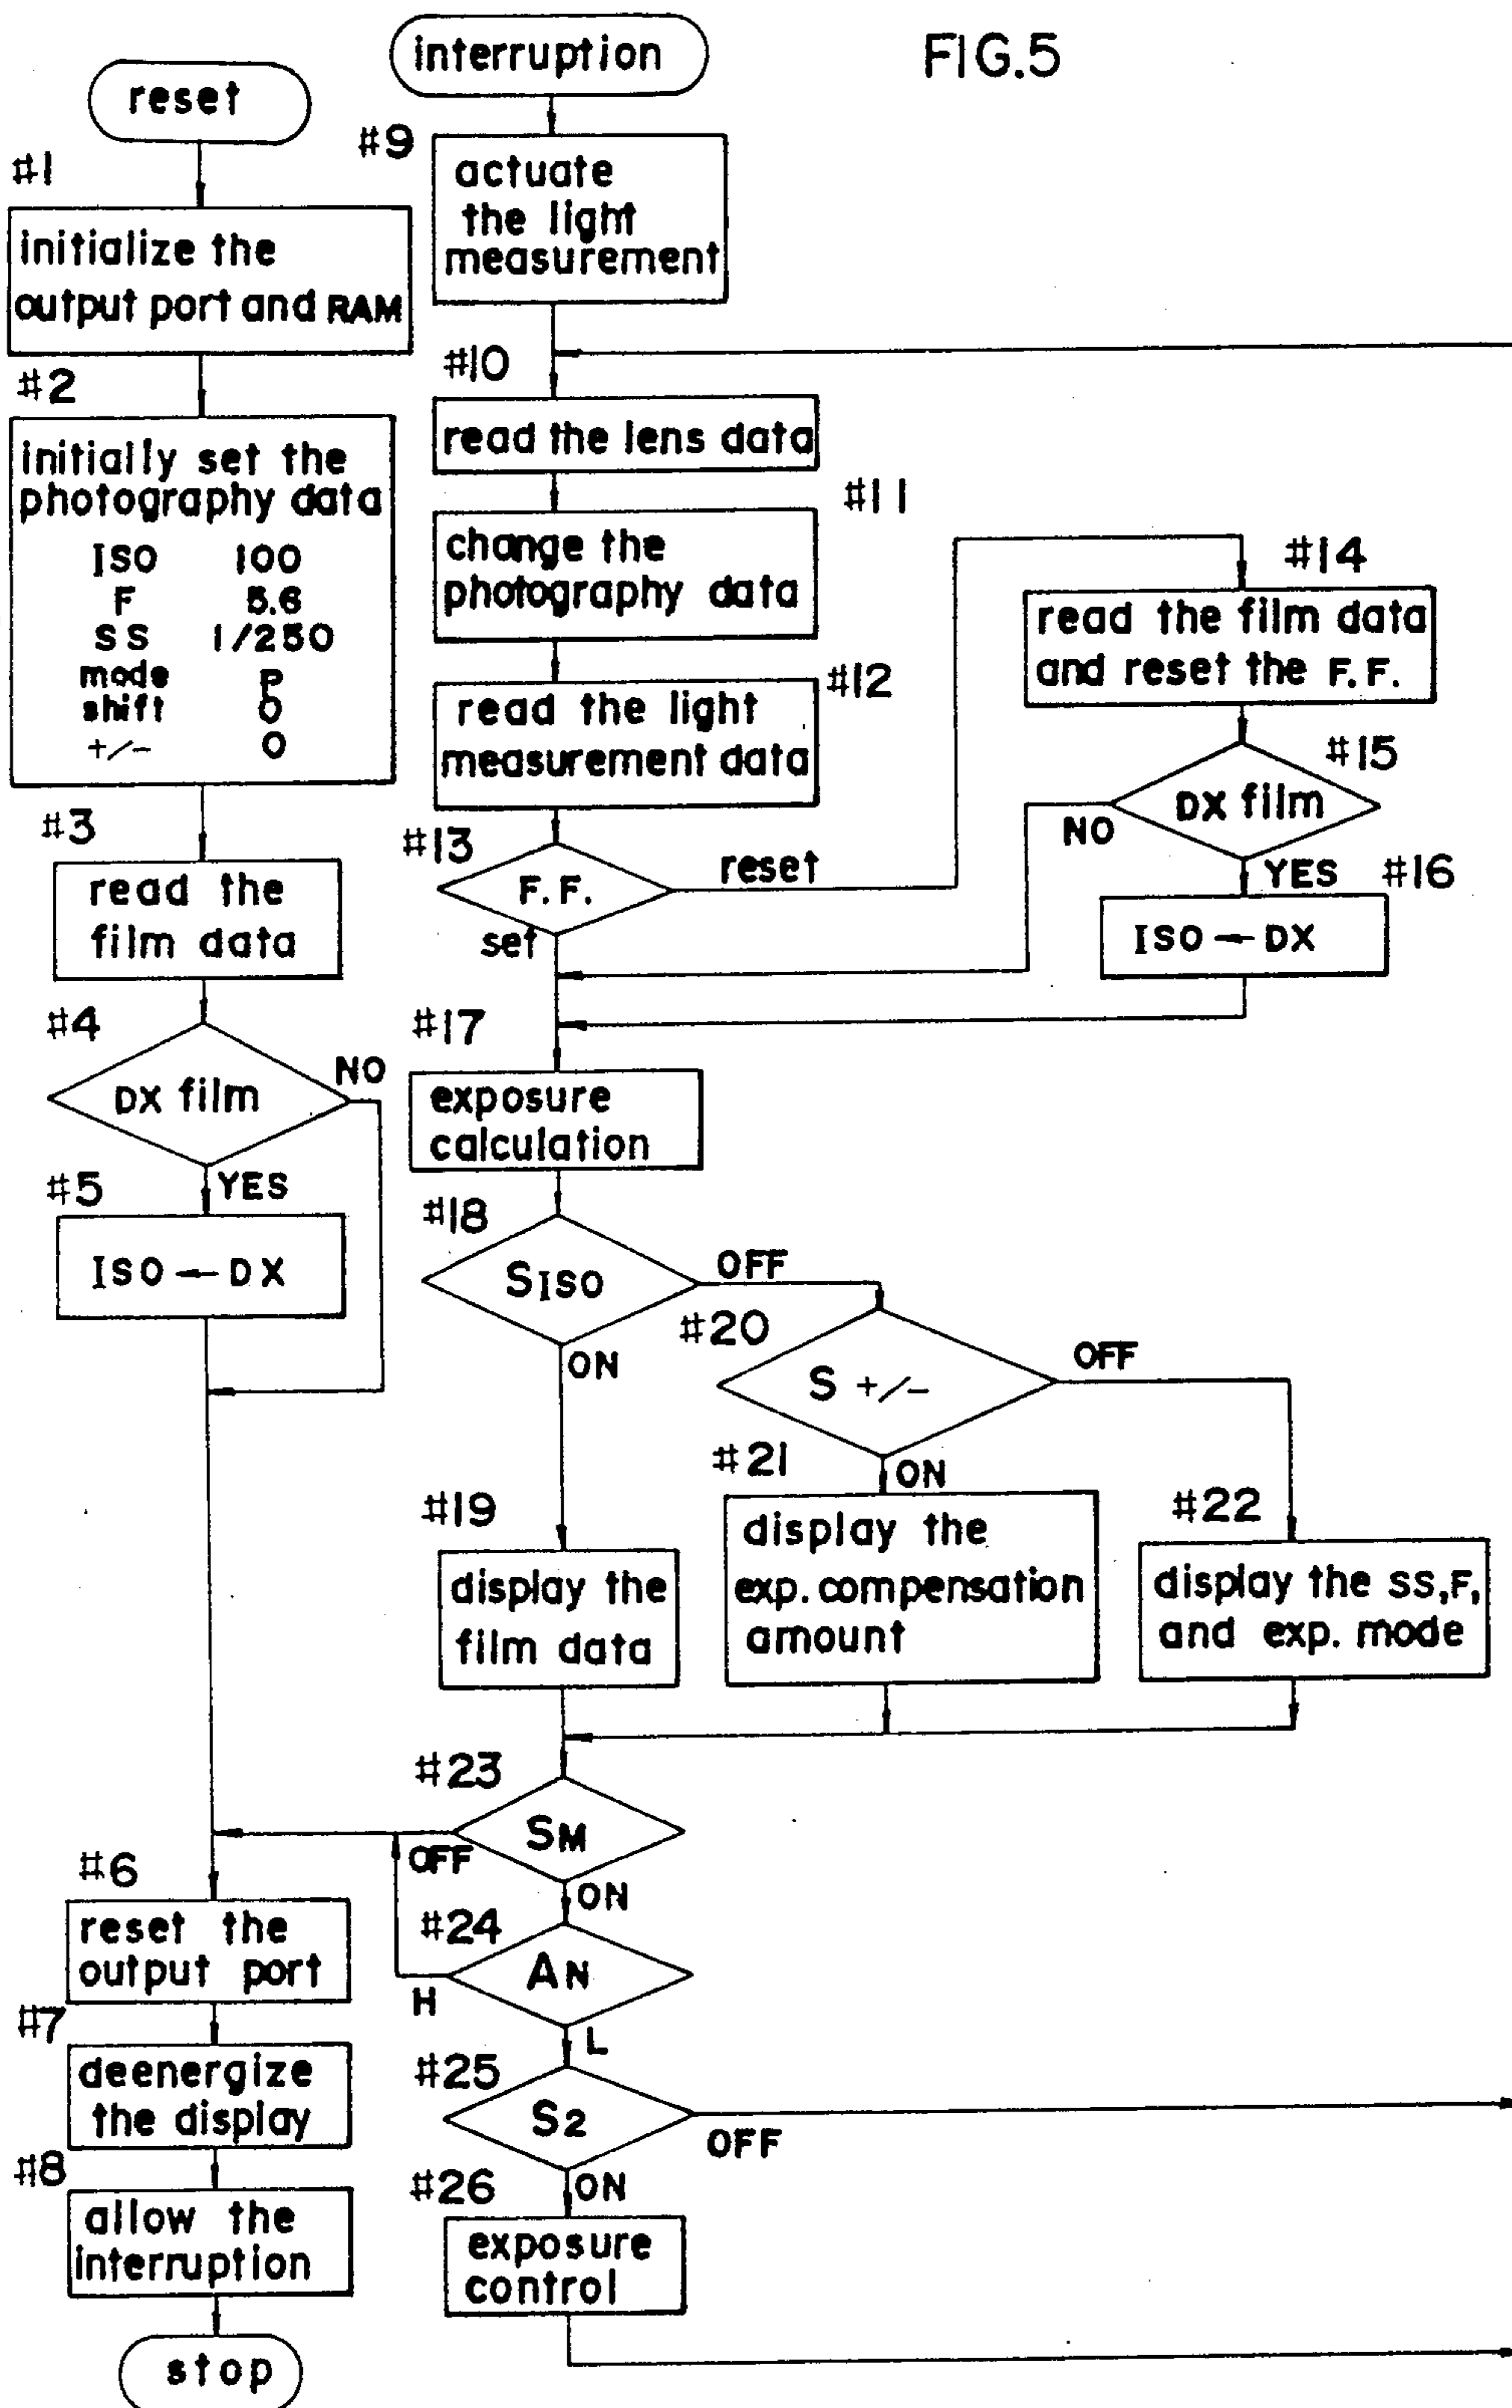 FIG.5
reset
#1
initialize the
output port and RAM
#2
initially set the
photography data
ISO 100
F 5.6
SS 1/250
mode P
shift 0
+/- 0
#3
read the
film data
#4
DX film
NO
YES
#5
ISO ← DX
#6
reset the
output port
#7
deenergize
the display
#8
allow the
interruption
stop
interruption
#9
actuate
the light
measurement
#10
read the lens data
#11
change the
photography data
#12
read the light
measurement data
#13
F.F.
reset
set
#14
read the film data
and reset the F.F.
#15
DX film
NO
YES
#16
ISO ← DX
#17
exposure
calculation
#18
SISO
OFF
ON
#19
display the
film data
#20
S +/-
OFF
ON
#21
display the
exp. compensation
amount
#22
display the SS,F,
and exp. mode
#23
SM
OFF
ON
#24
AN
H
L
#25
S2
OFF
ON
#26
exposure
control